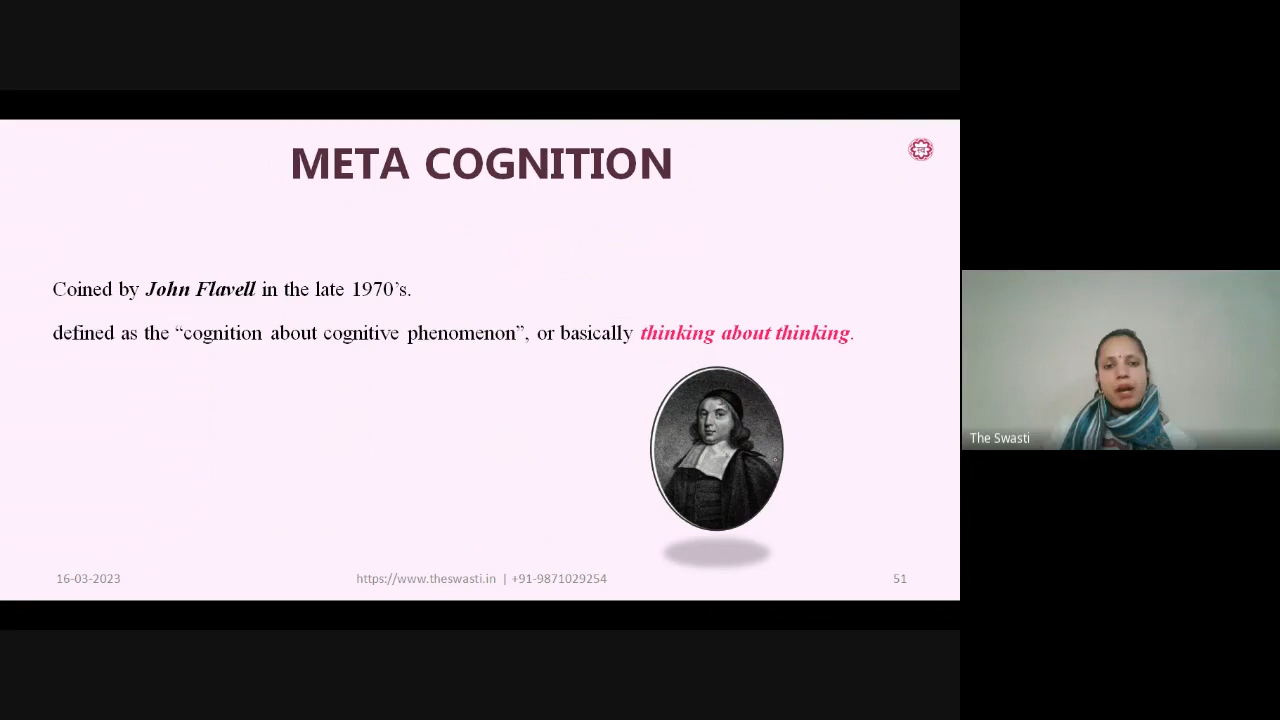 META COGNITION
Coined by John Flavell in the late 1970’s.
defined as the “cognition about cognitive phenomenon”, or basically thinking about thinking.
The Swasti
16-03-2023
https://www.theswasti.in | +91-9871029254
51